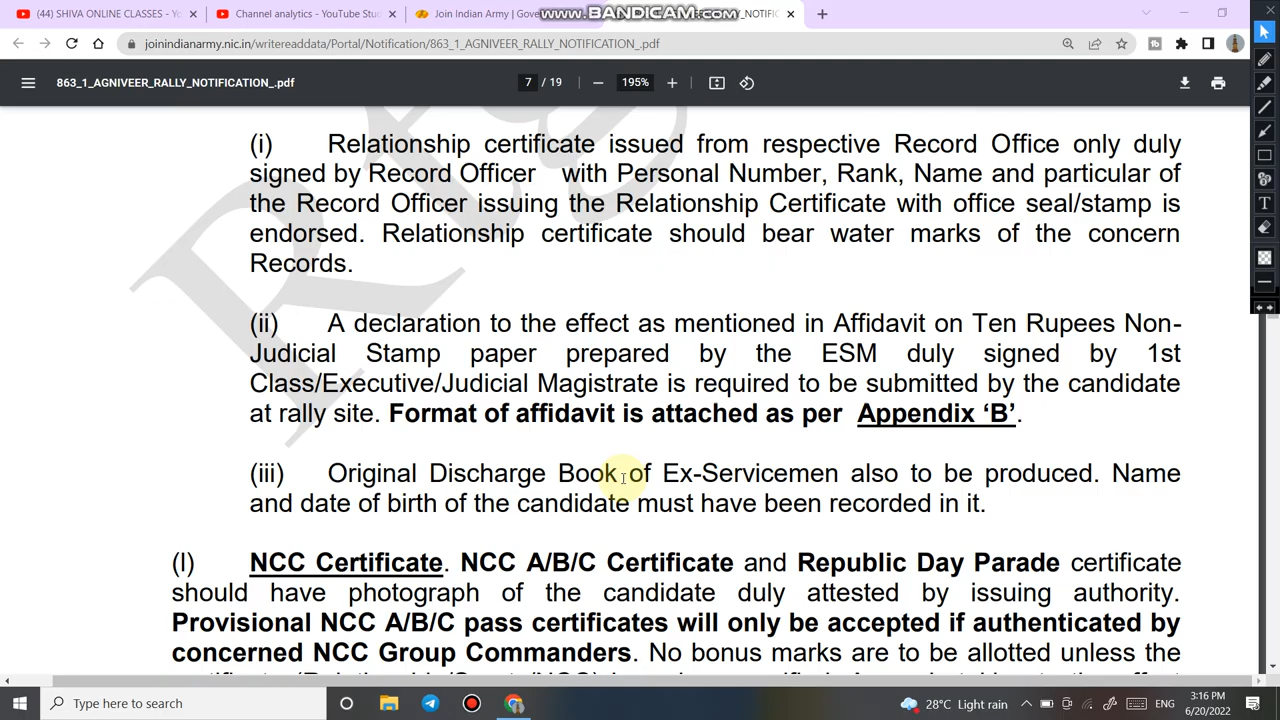 (44) SHIVA ONLINE CLASSES - Yo
Channel analytics - YouTube Stud
Join Indian Army | Gove
WWW.BANDICAM.COM
NOTIFIC
joinindianarmy.nic.in/writereaddata/Portal/Notification/863_1_AGNIVEER_RALLY_NOTIFICATION_.pdf
863_1_AGNIVEER_RALLY_NOTIFICATION_.pdf
7 / 19
195%
(i) Relationship certificate issued from respective Record Office only duly
signed by Record Officer with Personal Number, Rank, Name and particular of
the Record Officer issuing the Relationship Certificate with office seal/stamp is
endorsed. Relationship certificate should bear water marks of the concern
Records.
(ii) A declaration to the effect as mentioned in Affidavit on Ten Rupees Non-
Judicial Stamp paper prepared by the ESM duly signed by 1st
Class/Executive/Judicial Magistrate is required to be submitted by the candidate
at rally site. Format of affidavit is attached as per Appendix ‘B’.
(iii) Original Discharge Book of Ex-Servicemen also to be produced. Name
and date of birth of the candidate must have been recorded in it.
(l) NCC Certificate. NCC A/B/C Certificate and Republic Day Parade certificate
should have photograph of the candidate duly attested by issuing authority.
Provisional NCC A/B/C pass certificates will only be accepted if authenticated by
concerned NCC Group Commanders. No bonus marks are to be allotted unless the
Type here to search
28°C Light rain
ENG
3:16 PM
6/20/2022